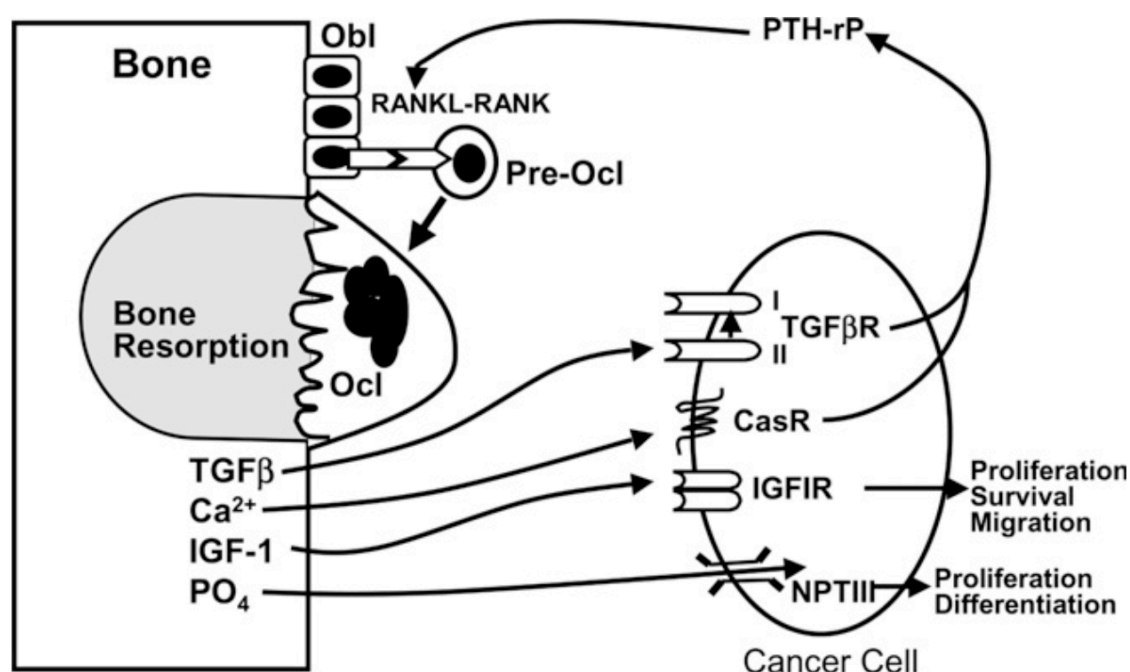 Bone
Obl
PTH-rP
RANKL-RANK
Pre-Ocl
Bone
Resorption
Ocl
I
TGFβR
II
CasR
IGFIR
Proliferation
Survival
Migration
TGFβ
Ca²⁺
IGF-1
PO₄
NPTIII
Proliferation
Differentiation
Cancer Cell